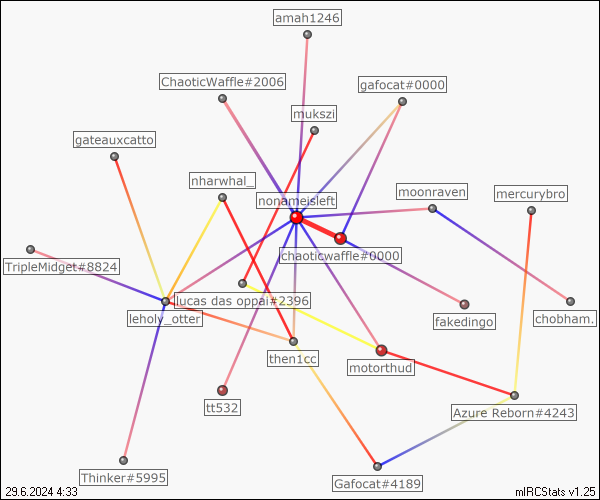 amah1246
ChaoticWaffle#2006
gafocat#0000
mukszi
gateauxcatto
nharwhal_
moonraven
mercurybro
nonameisleft
chaoticwaffle#0000
TripleMidget#8824
lucas das oppai#2396
leholy_otter
fakedingo
chobham.
then1cc
motorthud
tt532
Azure Reborn#4243
Thinker#5995
Gafocat#4189
29.6.2024 4:33
mIRCStats v1.25